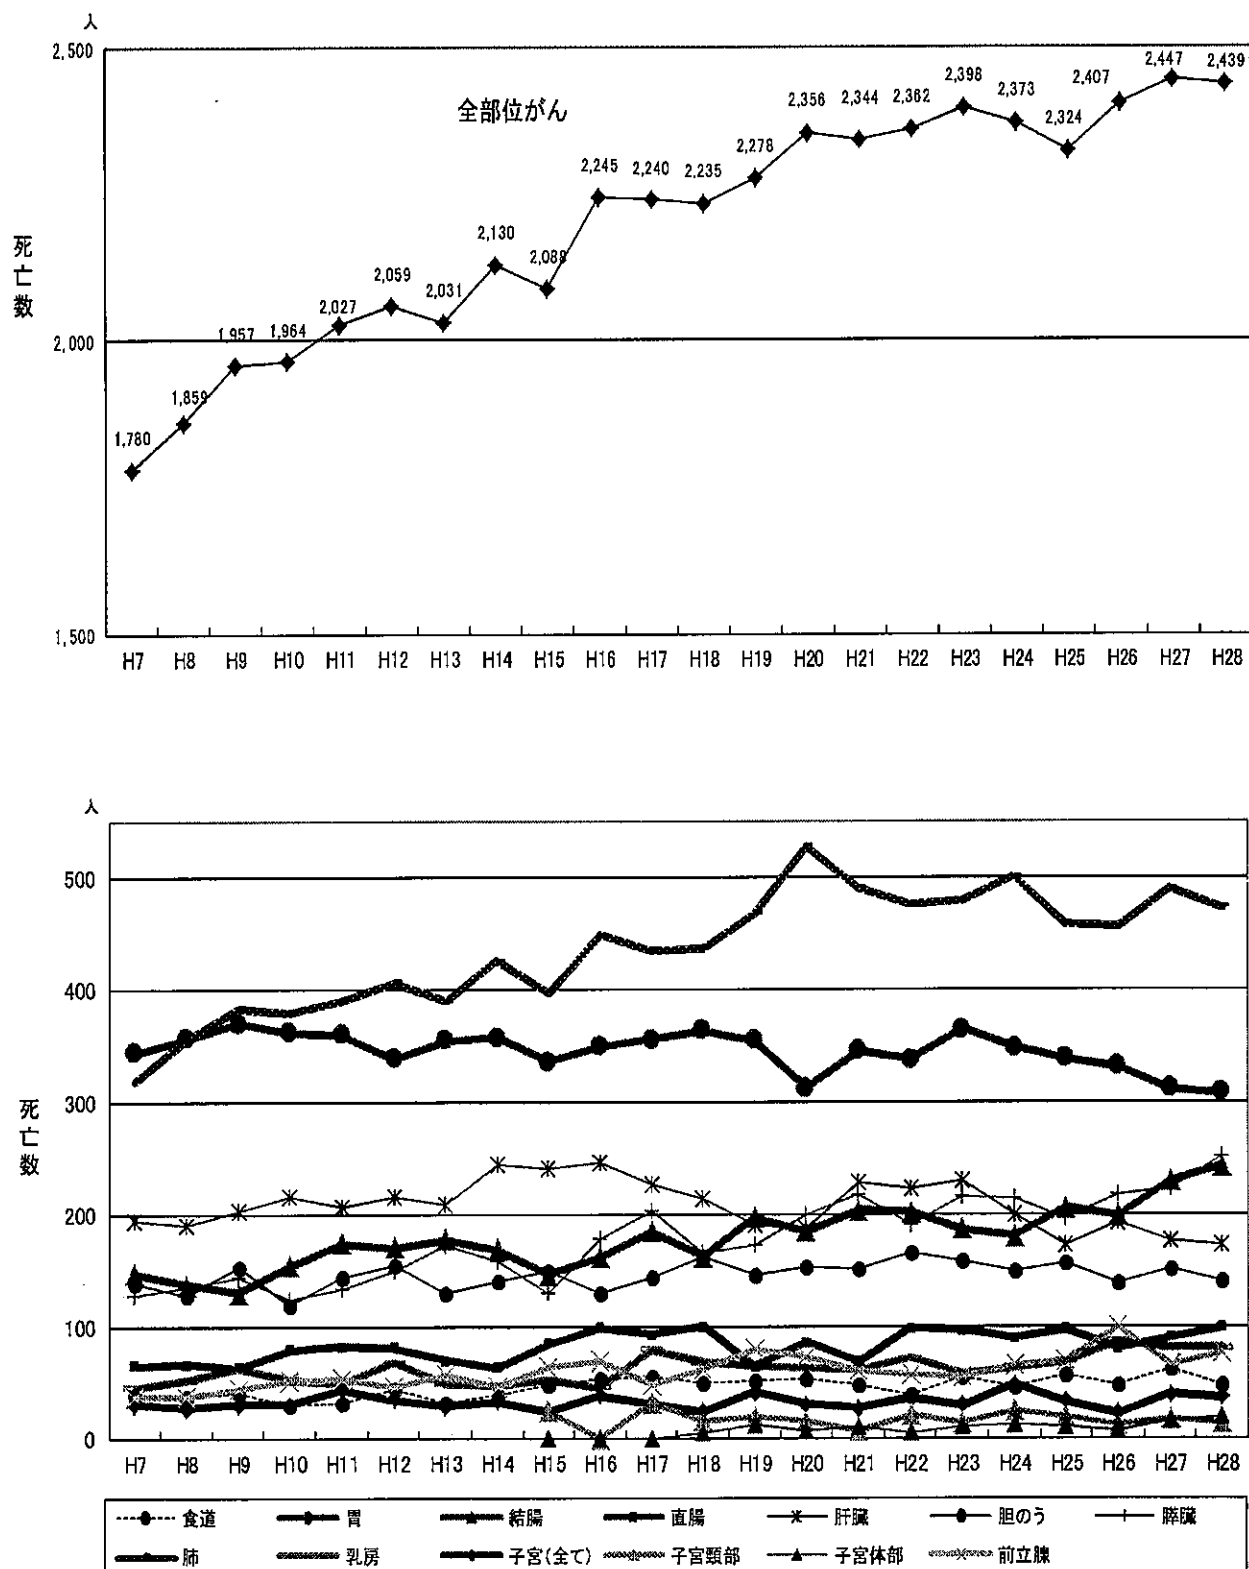 人
2,500
全部位がん
2,356 2,344 2,362 2,398 2,373 2,324 2,407 2,447 2,439
2,245 2,240 2,235 2,278
2,130
2,088
2,059
2,027 2,031
1,957 1,964
死亡数
2,000
1,859
1,780
1,500
H7 H8 H9 H10 H11 H12 H13 H14 H15 H16 H17 H18 H19 H20 H21 H22 H23 H24 H25 H26 H27 H28
人
500
400
300
死亡数
200
100
0
H7 H8 H9 H10 H11 H12 H13 H14 H15 H16 H17 H18 H19 H20 H21 H22 H23 H24 H25 H26 H27 H28
食道 胃 結腸 直腸 肝臓 胆のう 膵臓
肺 乳房 子宮(全て) 子宮頸部 子宮体部 前立腺